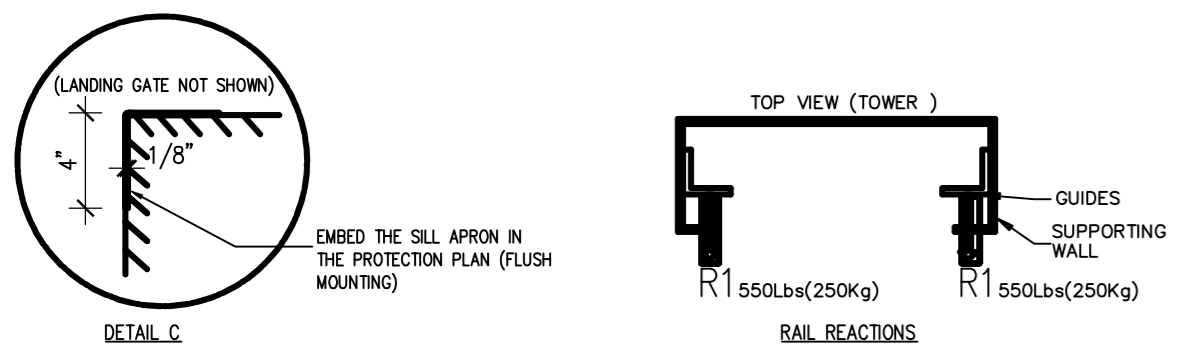 (LANDING GATE NOT SHOWN)
4"
1/8"
EMBED THE SILL APRON IN
THE PROTECTION PLAN (FLUSH
MOUNTING)
DETAIL C
TOP VIEW (TOWER )
GUIDES
SUPPORTING
WALL
R1 550Lbs(250Kg)
R1 550Lbs(250Kg)
RAIL REACTIONS